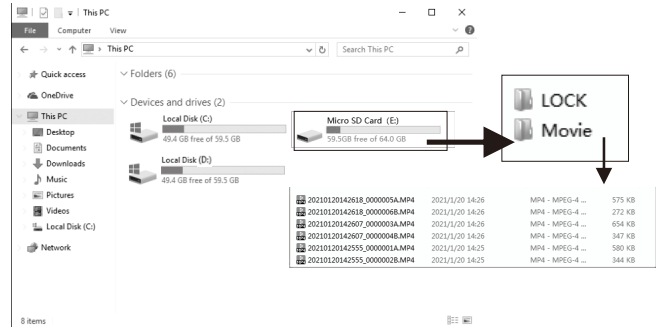 This PC
File Computer View
This PC Search This PC
Quick access
OneDrive
This PC
Desktop
Documents
Downloads
Music
Pictures
Videos
Local Disk (C:)
Network
Folders (6)
Devices and drives (2)
Local Disk (C:)
49.4 GB free of 59.5 GB
Micro SD Card (E:)
59.5GB free of 64.0 GB
Local Disk (D:)
49.4 GB free of 59.5 GB
LOCK
Movie
20210120142618_0000005A.MP4 2021/1/20 14:26 MP4 - MPEG-4 ... 575 KB
20210120142618_0000006B.MP4 2021/1/20 14:26 MP4 - MPEG-4 ... 272 KB
20210120142607_0000003A.MP4 2021/1/20 14:26 MP4 - MPEG-4 ... 654 KB
20210120142607_0000004B.MP4 2021/1/20 14:26 MP4 - MPEG-4 ... 347 KB
20210120142555_0000001A.MP4 2021/1/20 14:25 MP4 - MPEG-4 ... 580 KB
20210120142555_0000002B.MP4 2021/1/20 14:25 MP4 - MPEG-4 ... 344 KB
8 items